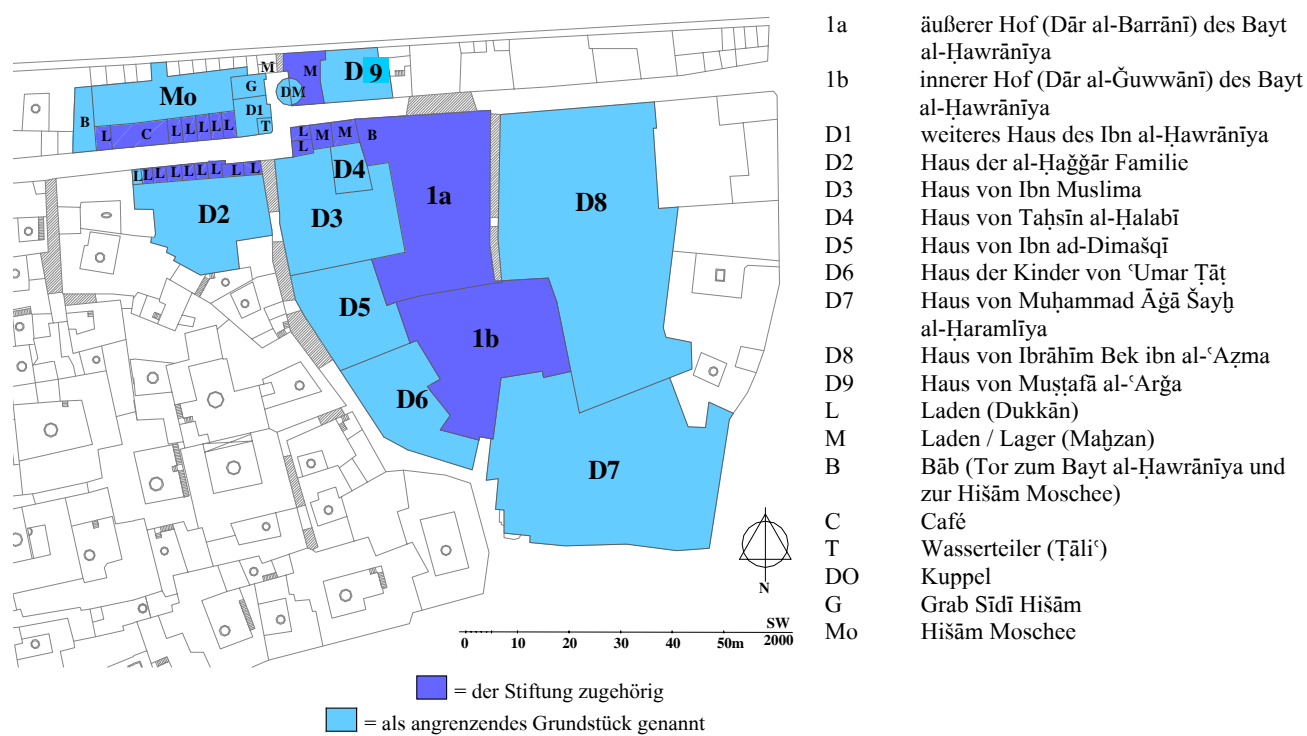 M
M
D 9
G
DM
Mo
D1
B
T
L
C
L L L L L
L
L
M
M
B
L L L L L L L L L
D4
1a
D8
D2
D3
D5
1b
D6
D7
N
SW
2000
0 10 20 30 40 50m
= der Stiftung zugehörig
= als angrenzendes Grundstück genannt
1a äußerer Hof (Dār al-Barrānī) des Bayt
al-Ḥawrānīya
1b innerer Hof (Dār al-Ǧuwwānī) des Bayt
al-Ḥawrānīya
D1 weiteres Haus des Ibn al-Ḥawrānīya
D2 Haus der al-Ḥaǧǧār Familie
D3 Haus von Ibn Muslima
D4 Haus von Taḥsīn al-Ḥalabī
D5 Haus von Ibn ad-Dimašqī
D6 Haus der Kinder von ʿUmar Ṭāṭ
D7 Haus von Muḥammad Āġā Šayḫ
al-Ḥaramlīya
D8 Haus von Ibrāhīm Bek ibn al-ʿAẓma
D9 Haus von Muṣṭafā al-ʿArǧa
L Laden (Dukkān)
M Laden / Lager (Maḫzan)
B Bāb (Tor zum Bayt al-Ḥawrānīya und
zur Hišām Moschee)
C Café
T Wasserteiler (Ṭāliʿ)
DO Kuppel
G Grab Sīdī Hišām
Mo Hišām Moschee